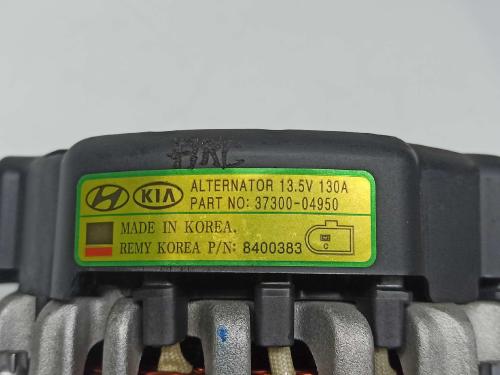 KIA
ALTERNATOR 13.5V 130A
PART NO: 37300-04950
MADE IN KOREA.
REMY KOREA P/N: 8400383
C